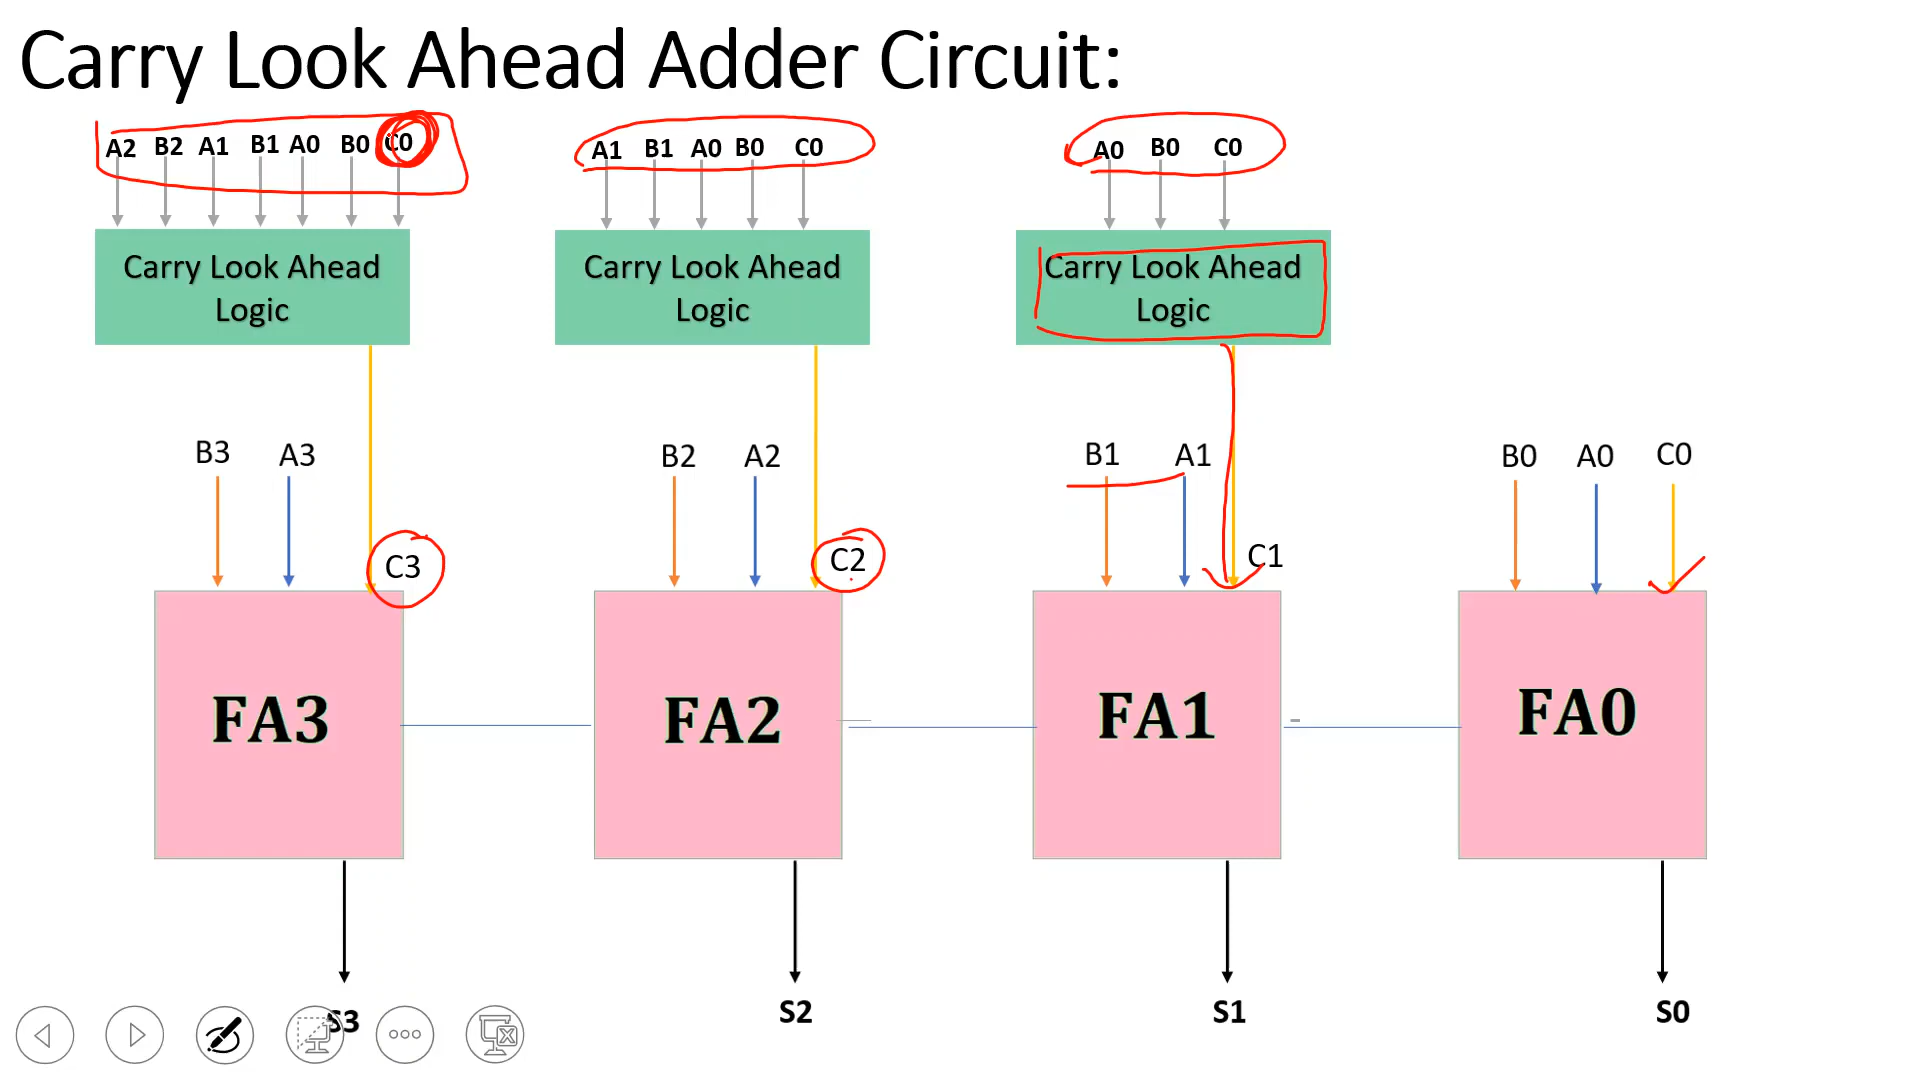 Carry Look Ahead Adder Circuit:
A2 B2 A1 B1 A0 B0 C0
A1 B1 A0 B0 C0
A0 B0 C0
Carry Look Ahead
Logic
Carry Look Ahead
Logic
Carry Look Ahead
Logic
B3 A3
C3
B2 A2
C2
B1 A1
C1
B0 A0 C0
FA3
FA2
FA1
FA0
S3
S2
S1
S0